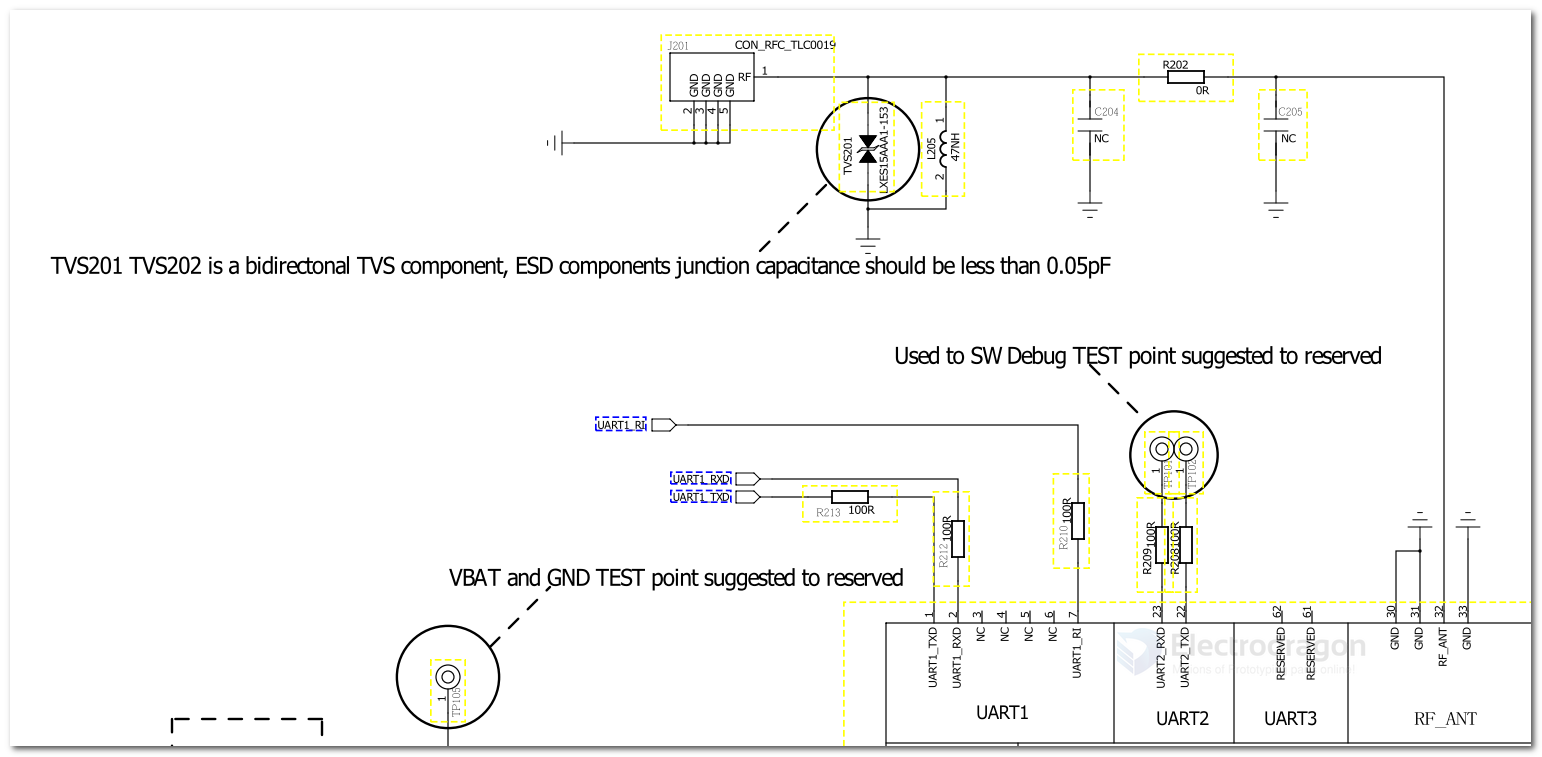 J201
CON_RFC_TLC0019
RF
1
GND
GND
GND
GND
2
3
4
5
R202
0R
TVS201
LXES15AAA1-153
L205
47NH
1
2
C204
NC
C205
NC
TVS201 TVS202 is a bidirectonal TVS component, ESD components junction capacitance should be less than 0.05pF
Used to SW Debug TEST point suggested to reserved
UART1_RI
UART1_RXD
UART1_TXD
R213
100R
R212
100R
R210
100R
1
TP101
1
TP102
R209
100R
R208
100R
VBAT and GND TEST point suggested to reserved
1
TP105
1
2
3
4
5
6
7
23
22
62
61
30
31
32
33
UART1_TXD
UART1_RXD
NC
NC
NC
NC
UART1_RI
UART2_RXD
UART2_TXD
RESERVED
RESERVED
GND
GND
RF_ANT
GND
Electrodragon
UART1
UART2
UART3
RF_ANT